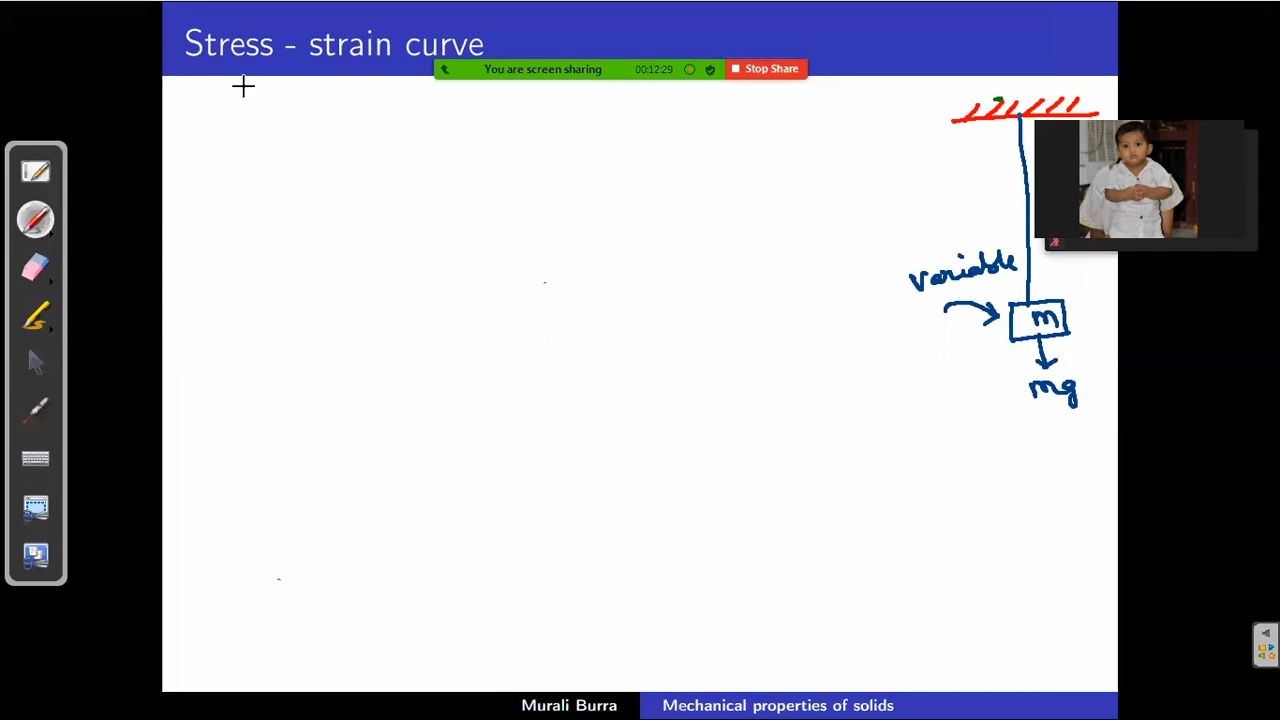 Stress - strain curve
You are screen sharing 00:12:29 Stop Share
variable
m
mg
Murali Burra Mechanical properties of solids